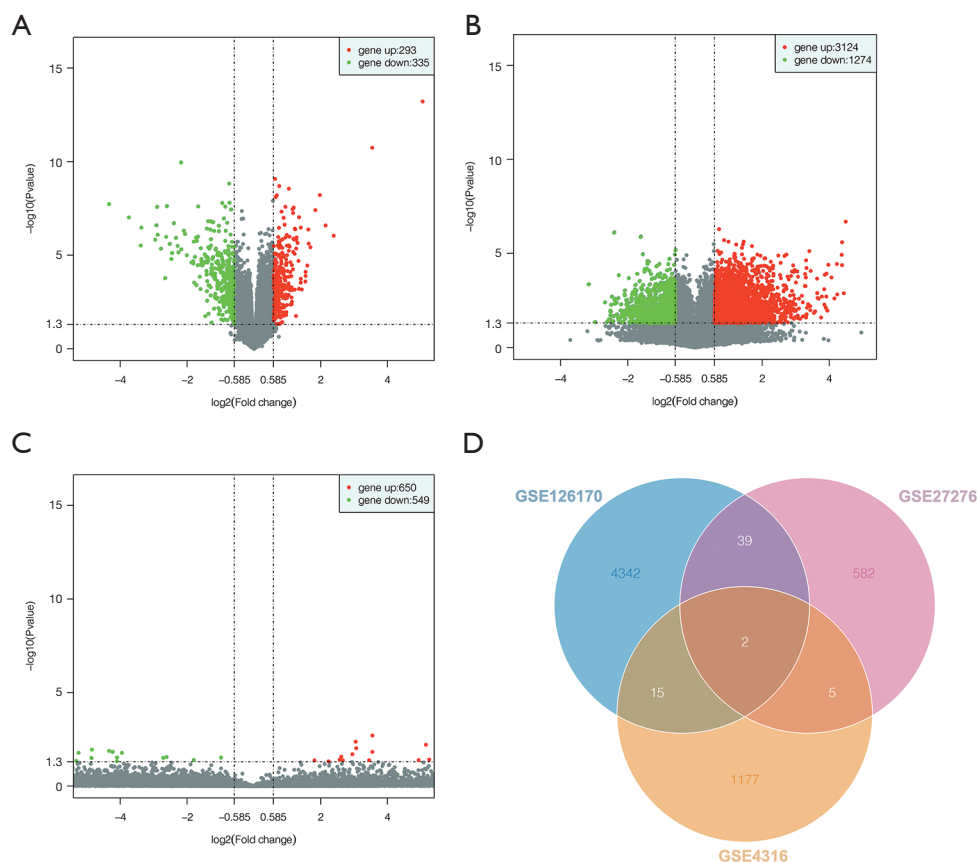 A
gene up:293
gene down:335
15
10
5
1.3
0
−log10(Pvalue)
−4
−2
−0.585
0.585
2
log2(Fold change)
B
gene up:3124
gene down:1274
15
10
5
1.3
0
−log10(Pvalue)
−4
−2
−0.585
0.585
2
4
log2(Fold change)
C
gene up:650
gene down:549
15
10
5
1.3
0
−log10(Pvalue)
−4
−2
−0.585
0.585
2
4
log2(Fold change)
D
GSE126170
GSE27276
39
4342
582
2
15
5
1177
GSE4316